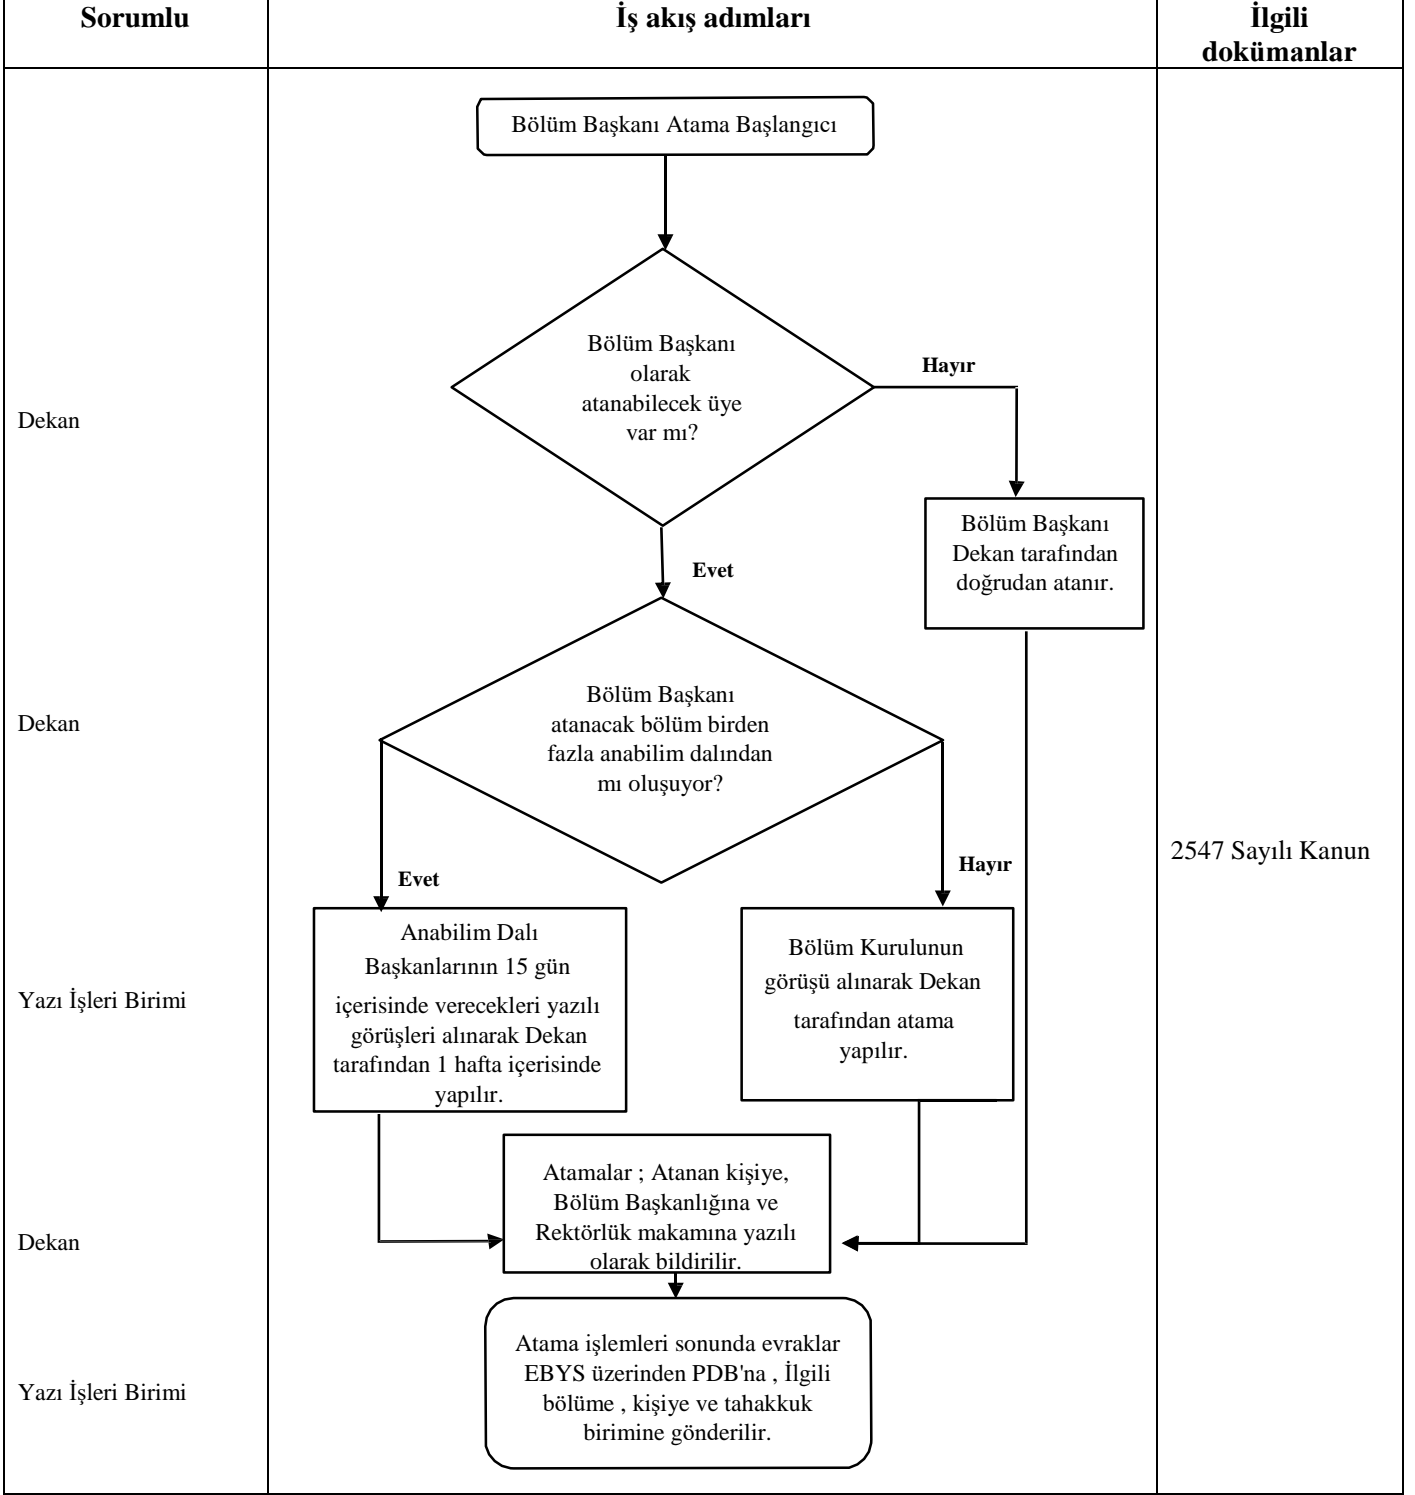 Sorumlu
İş akış adımları
İlgili
dokümanlar
Bölüm Başkanı Atama Başlangıcı
Bölüm Başkanı
olarak
atanabilecek üye
var mı?
Hayır
Dekan
Bölüm Başkanı
Dekan tarafından
doğrudan atanır.
Evet
Bölüm Başkanı
atanacak bölüm birden
fazla anabilim dalından
mı oluşuyor?
Dekan
2547 Sayılı Kanun
Evet
Hayır
Anabilim Dalı
Başkanlarının 15 gün
içerisinde verecekleri yazılı
görüşleri alınarak Dekan
tarafından 1 hafta içerisinde
yapılır.
Bölüm Kurulunun
görüşü alınarak Dekan
tarafından atama
yapılır.
Yazı İşleri Birimi
Atamalar ; Atanan kişiye,
Bölüm Başkanlığına ve
Rektörlük makamına yazılı
olarak bildirilir.
Dekan
Atama işlemleri sonunda evraklar
EBYS üzerinden PDB'na , İlgili
bölüme , kişiye ve tahakkuk
birimine gönderilir.
Yazı İşleri Birimi